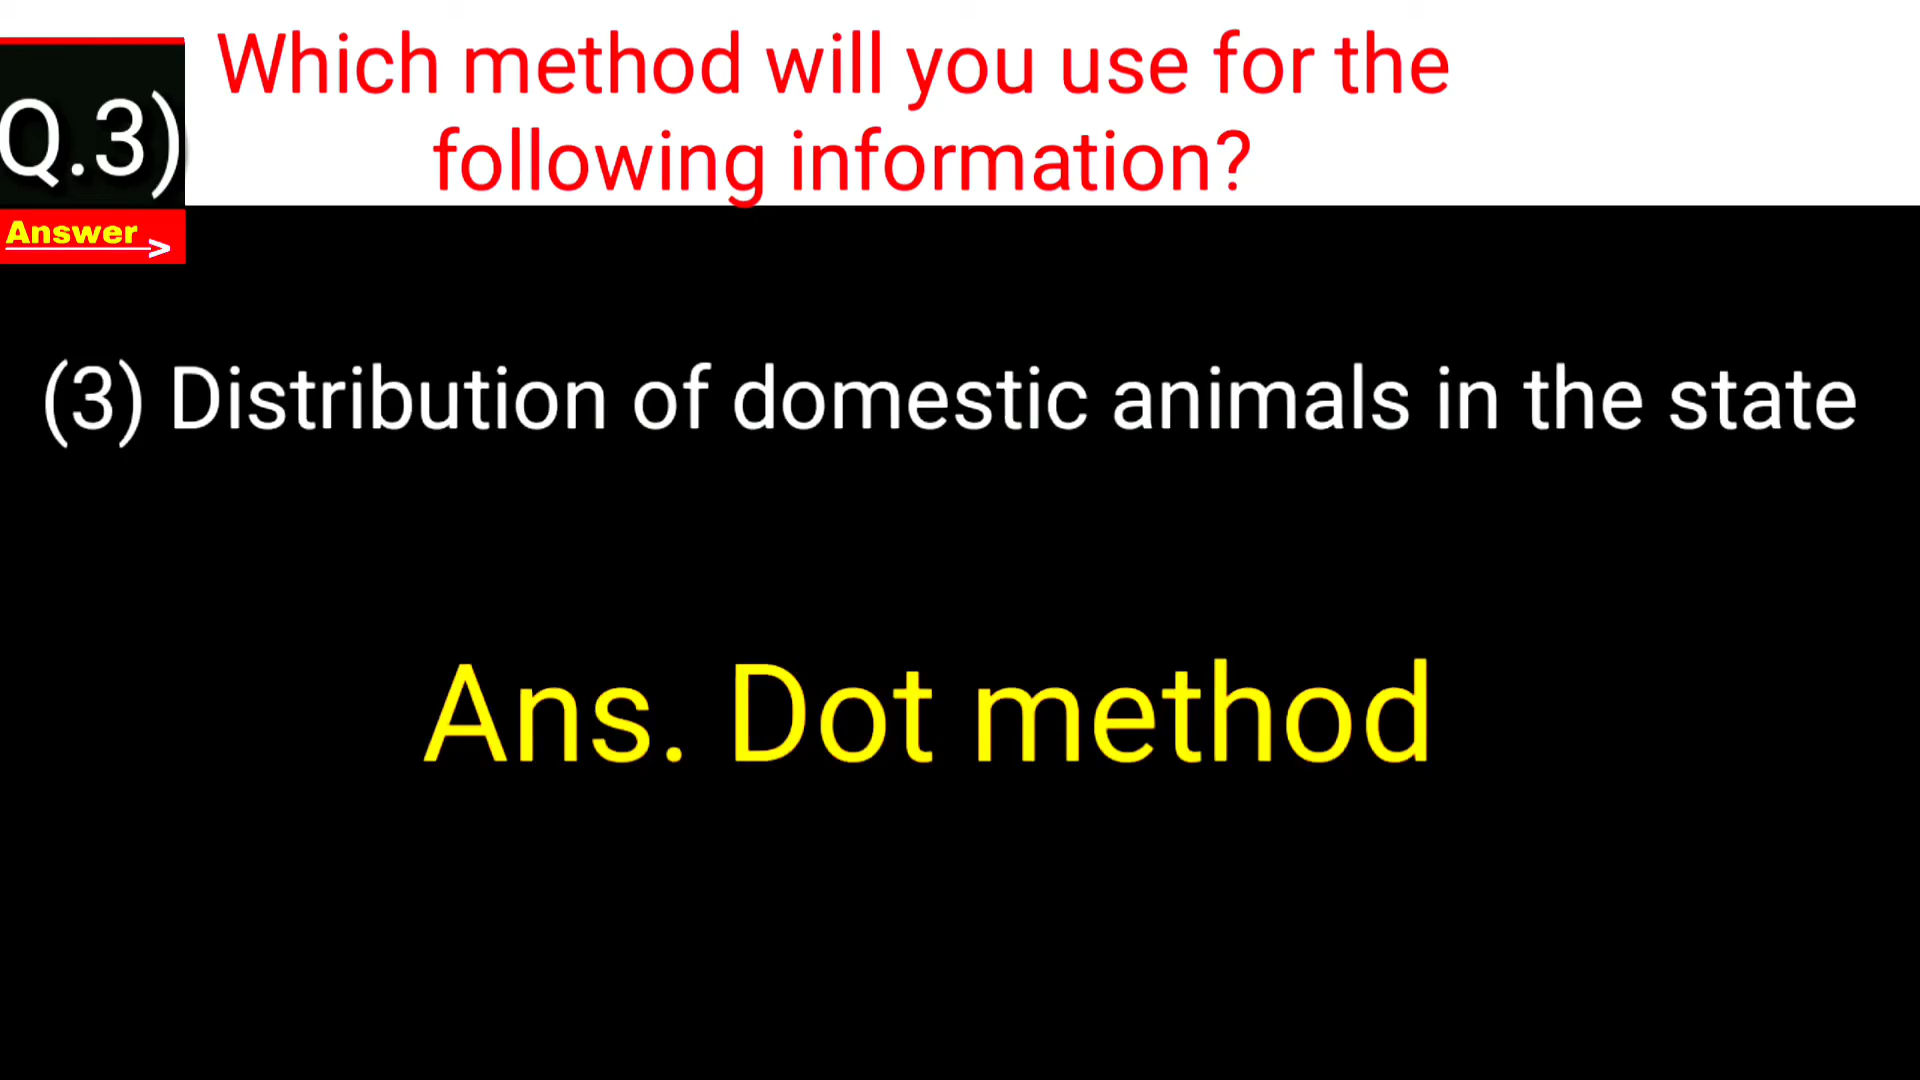 Which method will you use for the
Q.3)
following information?
Answer
(3) Distribution of domestic animals in the state
Ans. Dot method